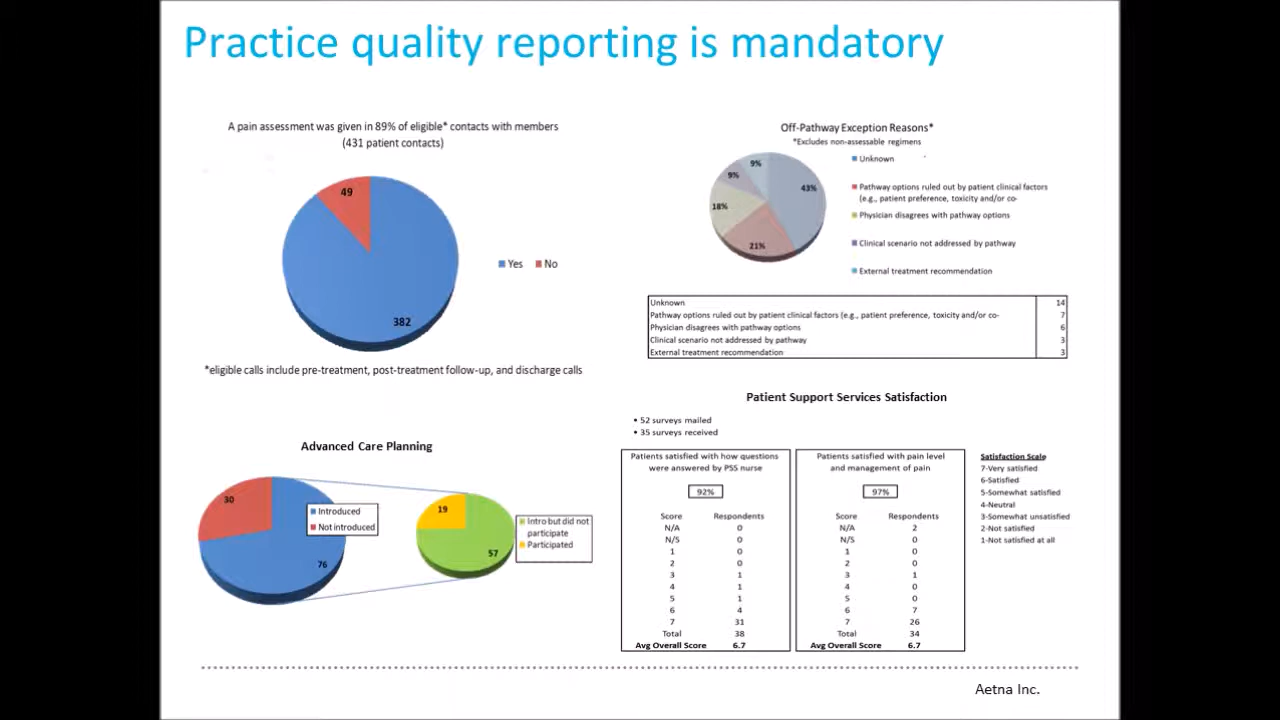 Practice quality reporting is mandatory
A pain assessment was given in 89% of eligible* contacts with members
(431 patient contacts)
49
382
Yes
No
*eligible calls include pre-treatment, post-treatment follow-up, and discharge calls
Off-Pathway Exception Reasons*
*Excludes non-assessable regimens
9%
9%
43%
18%
21%
Unknown
Pathway options ruled out by patient clinical factors
(e.g., patient preference, toxicity and/or co-
Physician disagrees with pathway options
Clinical scenario not addressed by pathway
External treatment recommendation
Unknown 14
Pathway options ruled out by patient clinical factors (e.g., patient preference, toxicity and/or co- 7
Physician disagrees with pathway options 6
Clinical scenario not addressed by pathway 3
External treatment recommendation 3
Advanced Care Planning
30
76
Introduced
Not introduced
19
57
Intro but did not
participate
Participated
Patient Support Services Satisfaction
• 52 surveys mailed
• 35 surveys received
Patients satisfied with how questions
were answered by PSS nurse
92%
Score Respondents
N/A 0
N/S 0
1 0
2 0
3 1
4 1
5 1
6 4
7 31
Total 38
Avg Overall Score 6.7
Patients satisfied with pain level
and management of pain
97%
Score Respondents
N/A 2
N/S 0
1 0
2 0
3 1
4 0
5 0
6 7
7 26
Total 34
Avg Overall Score 6.7
Satisfaction Scale
7-Very satisfied
6-Satisfied
5-Somewhat satisfied
4-Neutral
3-Somewhat unsatisfied
2-Not satisfied
1-Not satisfied at all
Aetna Inc.